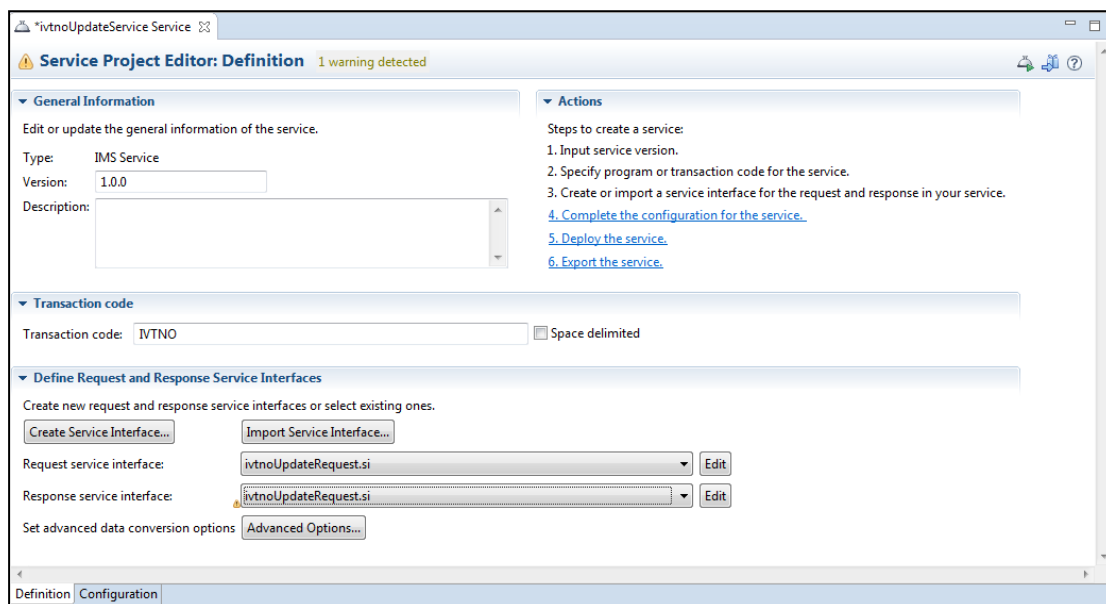 *ivtnoUpdateService Service
Service Project Editor: Definition 1 warning detected
General Information
Edit or update the general information of the service.
Type: IMS Service
Version: 1.0.0
Description:
Actions
Steps to create a service:
1. Input service version.
2. Specify program or transaction code for the service.
3. Create or import a service interface for the request and response in your service.
4. Complete the configuration for the service.
5. Deploy the service.
6. Export the service.
Transaction code
Transaction code: IVTNO Space delimited
Define Request and Response Service Interfaces
Create new request and response service interfaces or select existing ones.
Create Service Interface... Import Service Interface...
Request service interface: ivtnoUpdateRequest.si Edit
Response service interface: ivtnoUpdateRequest.si Edit
Set advanced data conversion options Advanced Options...
Definition Configuration